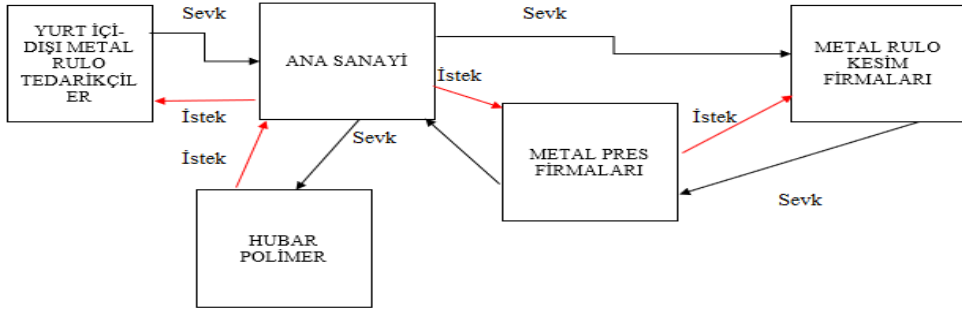 Sevk
Sevk
YURT İÇİ-
DIŞI METAL
RULO
TEDARİKÇİL
ER
ANA SANAYİ
METAL RULO
KESİM
FİRMALARI
İstek
İstek
Sevk
İstek
İstek
METAL PRES
FİRMALARI
Sevk
HUBAR
POLİMER